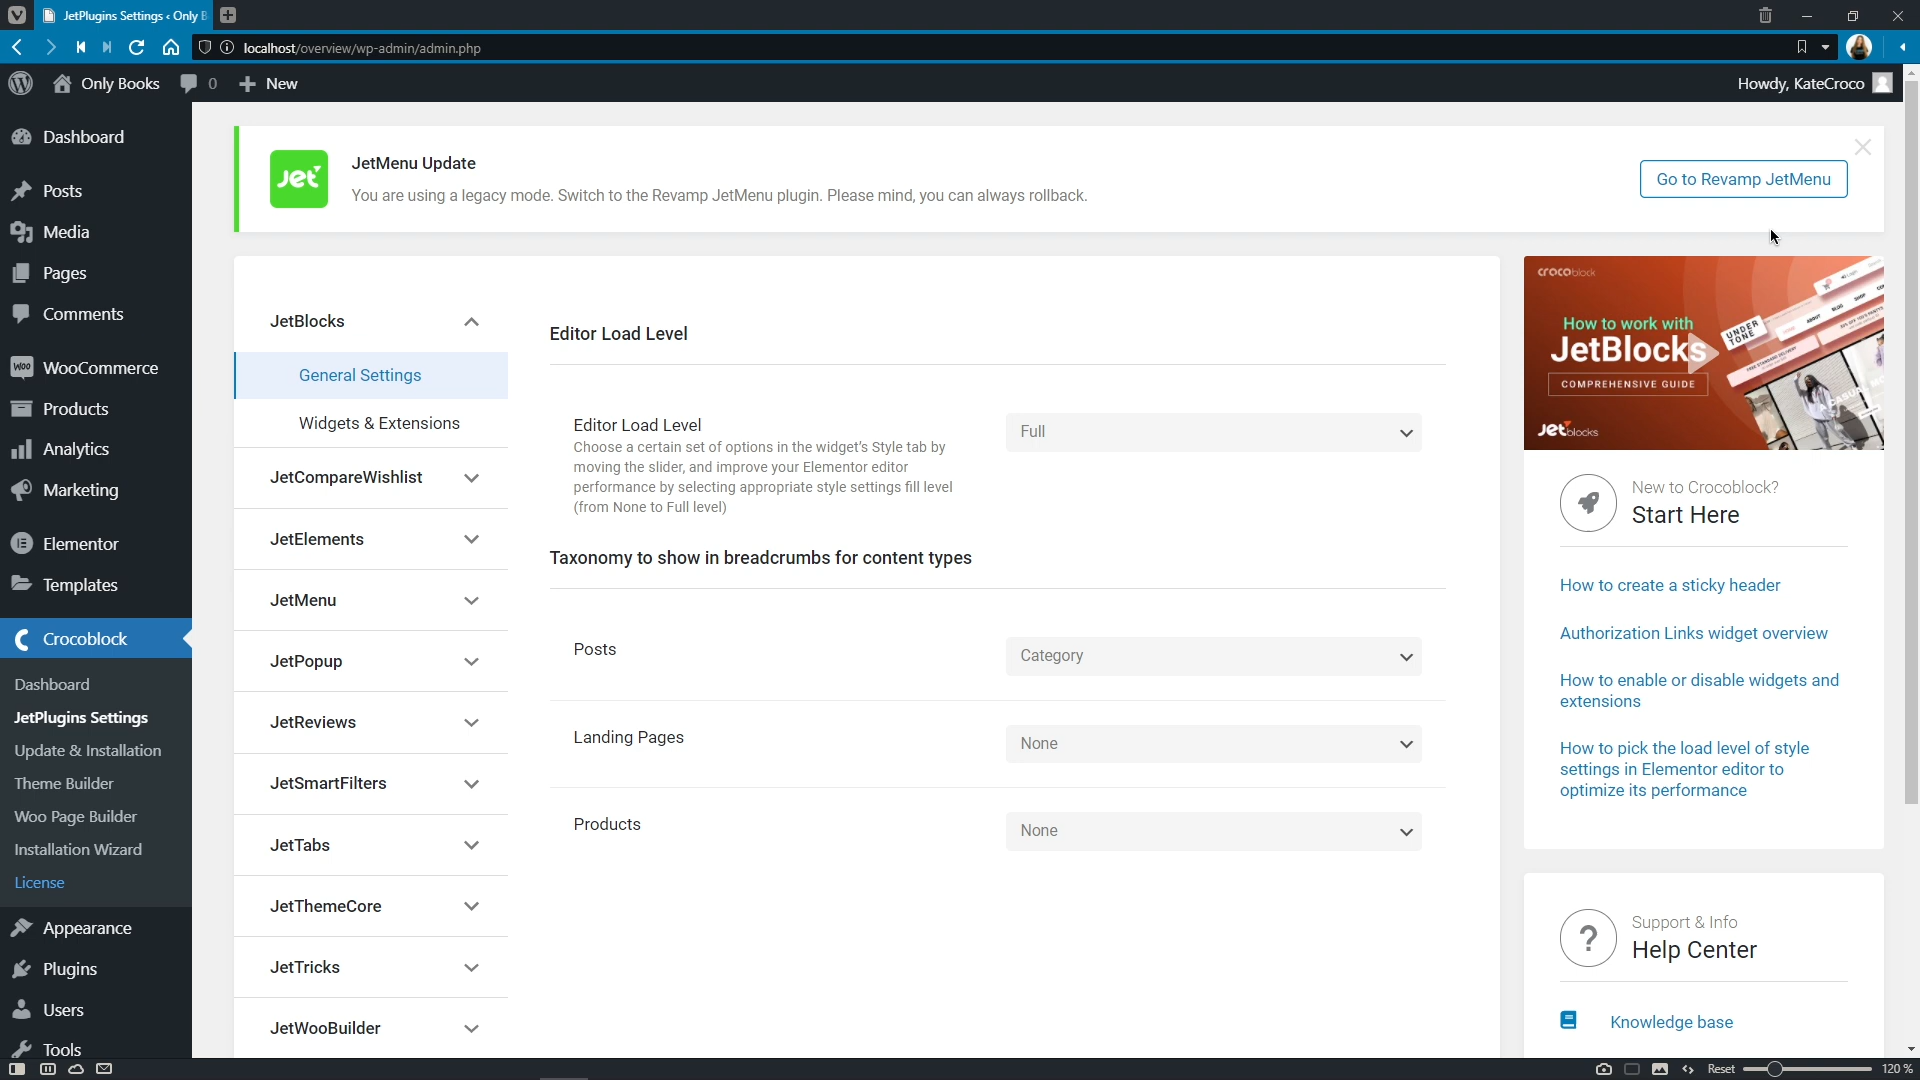 JetPlugins Settings ‹ Only B
localhost/overview/wp-admin/admin.php
Only Books
0
New
Howdy, KateCroco
Dashboard
Posts
Media
Pages
Comments
WooCommerce
Products
Analytics
Marketing
Elementor
Templates
Crocoblock
Dashboard
JetPlugins Settings
Update & Installation
Theme Builder
Woo Page Builder
Installation Wizard
License
Appearance
Plugins
Users
Tools
Jet
JetMenu Update
You are using a legacy mode. Switch to the Revamp JetMenu plugin. Please mind, you can always rollback.
Go to Revamp JetMenu
JetBlocks
General Settings
Widgets & Extensions
JetCompareWishlist
JetElements
JetMenu
JetPopup
JetReviews
JetSmartFilters
JetTabs
JetThemeCore
JetTricks
JetWooBuilder
Editor Load Level
Editor Load Level
Full
Choose a certain set of options in the widget's Style tab by
moving the slider, and improve your Elementor editor
performance by selecting appropriate style settings fill level
(from None to Full level)
Taxonomy to show in breadcrumbs for content types
Posts
Category
Landing Pages
None
Products
None
crocoblock
How to work with
JetBlocks
COMPREHENSIVE GUIDE
Jetblocks
UNDER
TONE
ABOUT
BLOG
SHOP
New to Crocoblock?
Start Here
How to create a sticky header
Authorization Links widget overview
How to enable or disable widgets and
extensions
How to pick the load level of style
settings in Elementor editor to
optimize its performance
Support & Info
Help Center
Knowledge base
Reset
120 %